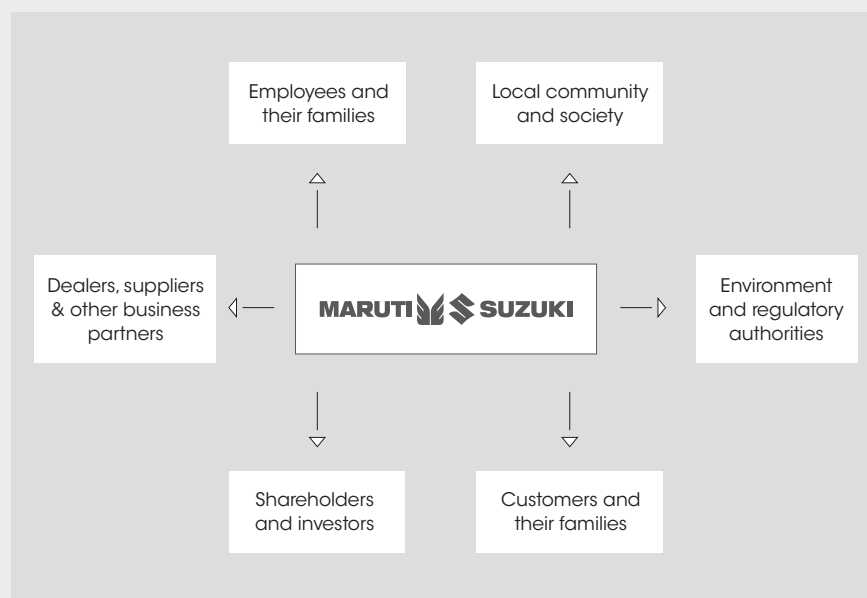 Employees and
their families
Local community
and society
Dealers, suppliers
& other business
partners
MARUTI SUZUKI
Environment
and regulatory
authorities
Shareholders
and investors
Customers and
their families